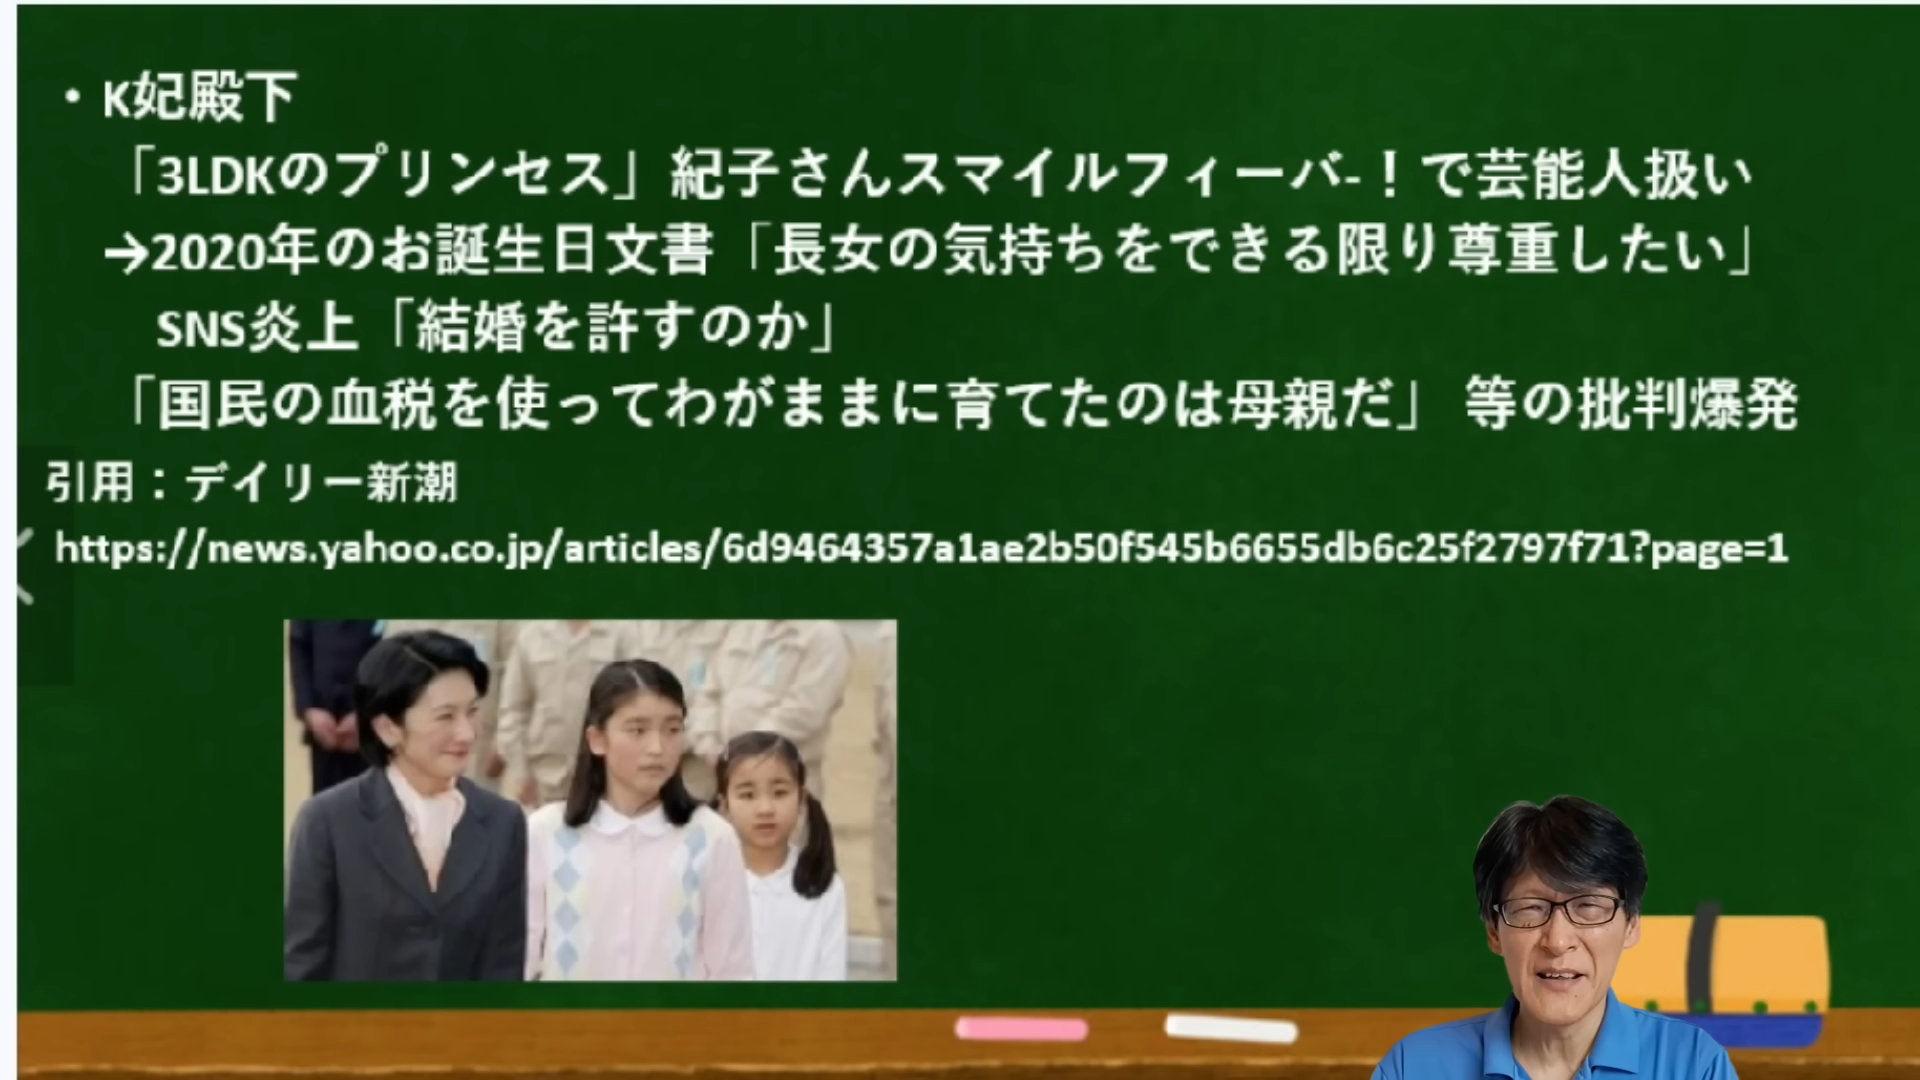 ・K妃殿下
「3LDKのプリンセス」紀子さんスマイルフィーバ-！で芸能人扱い
→2020年のお誕生日文書「長女の気持ちをできる限り尊重したい」
SNS炎上「結婚を許すのか」
「国民の血税を使ってわがままに育てたのは母親だ」 等の批判爆発
引用：デイリー新潮
https://news.yahoo.co.jp/articles/6d9464357a1ae2b50f545b6655db6c25f2797f71?page=1